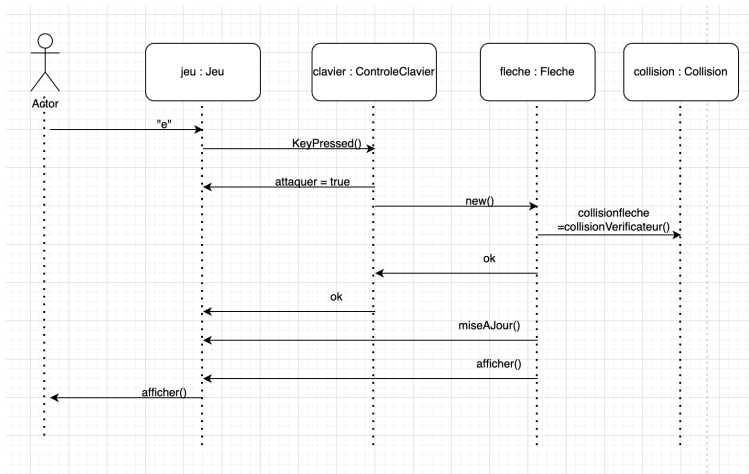 Actor
jeu : Jeu
clavier : ControleClavier
fleche : Fleche
collision : Collision
"e"
KeyPressed()
attaquer = true
new()
collisionfleche
=collisionVerificateur()
ok
ok
miseAJour()
afficher()
afficher()